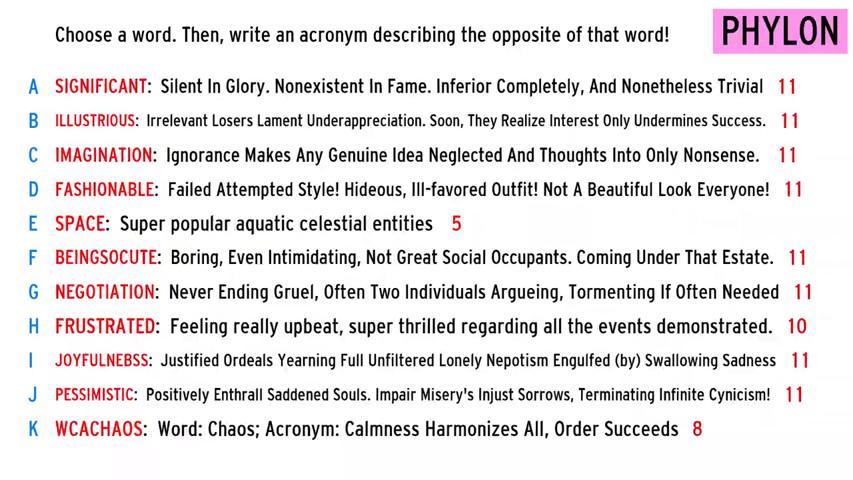 Choose a word. Then, write an acronym describing the opposite of that word!
PHYLON
A SIGNIFICANT: Silent In Glory. Nonexistent In Fame. Inferior Completely, And Nonetheless Trivial 11
B ILLUSTRIOUS: Irrelevant Losers Lament Underappreciation. Soon, They Realize Interest Only Undermines Success. 11
C IMAGINATION: Ignorance Makes Any Genuine Idea Neglected And Thoughts Into Only Nonsense. 11
D FASHIONABLE: Failed Attempted Style! Hideous, Ill-favored Outfit! Not A Beautiful Look Everyone! 11
E SPACE: Super popular aquatic celestial entities 5
F BEINGSOCUTE: Boring, Even Intimidating, Not Great Social Occupants. Coming Under That Estate. 11
G NEGOTIATION: Never Ending Gruel, Often Two Individuals Argueing, Tormenting If Often Needed 11
H FRUSTRATED: Feeling really upbeat, super thrilled regarding all the events demonstrated. 10
I JOYFULNEBSS: Justified Ordeals Yearning Full Unfiltered Lonely Nepotism Engulfed (by) Swallowing Sadness 11
J PESSIMISTIC: Positively Enthrall Saddened Souls. Impair Misery's Injust Sorrows, Terminating Infinite Cynicism! 11
K WCACHAOS: Word: Chaos; Acronym: Calmness Harmonizes All, Order Succeeds 8